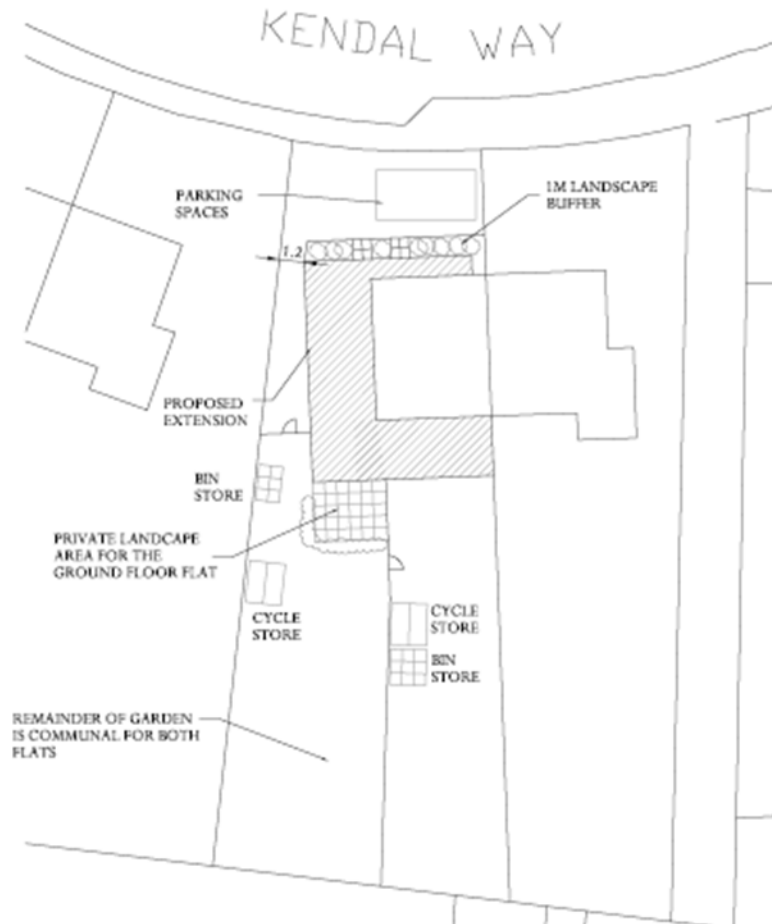 KENDAL WAY
PARKING
SPACES
1M LANDSCAPE
BUFFER
1.2
PROPOSED
EXTENSION
BIN
STORE
PRIVATE LANDCAPE
AREA FOR THE
GROUND FLOOR FLAT
CYCLE
STORE
CYCLE
STORE
BIN
STORE
REMAINDER OF GARDEN
IS COMMUNAL FOR BOTH
FLATS